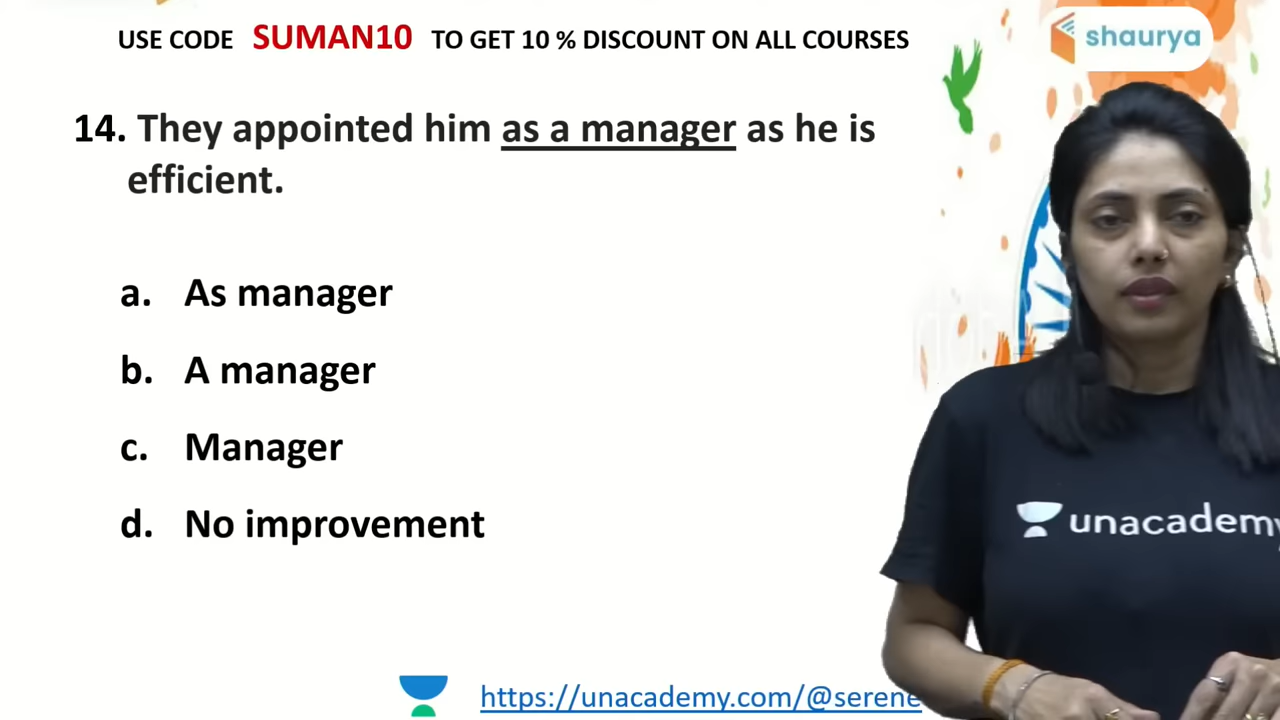 USE CODE SUMAN10 TO GET 10 % DISCOUNT ON ALL COURSES
shaurya
14. They appointed him as a manager as he is
efficient.
a. As manager
b. A manager
c. Manager
d. No improvement
unacademy
https://unacademy.com/@serene